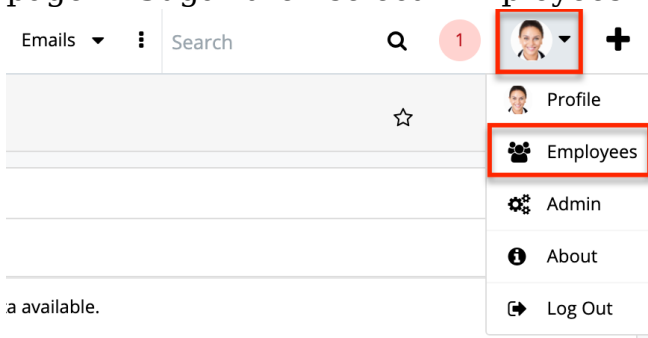 Emails
Search
1
Profile
Employees
Admin
About
Log Out
available.